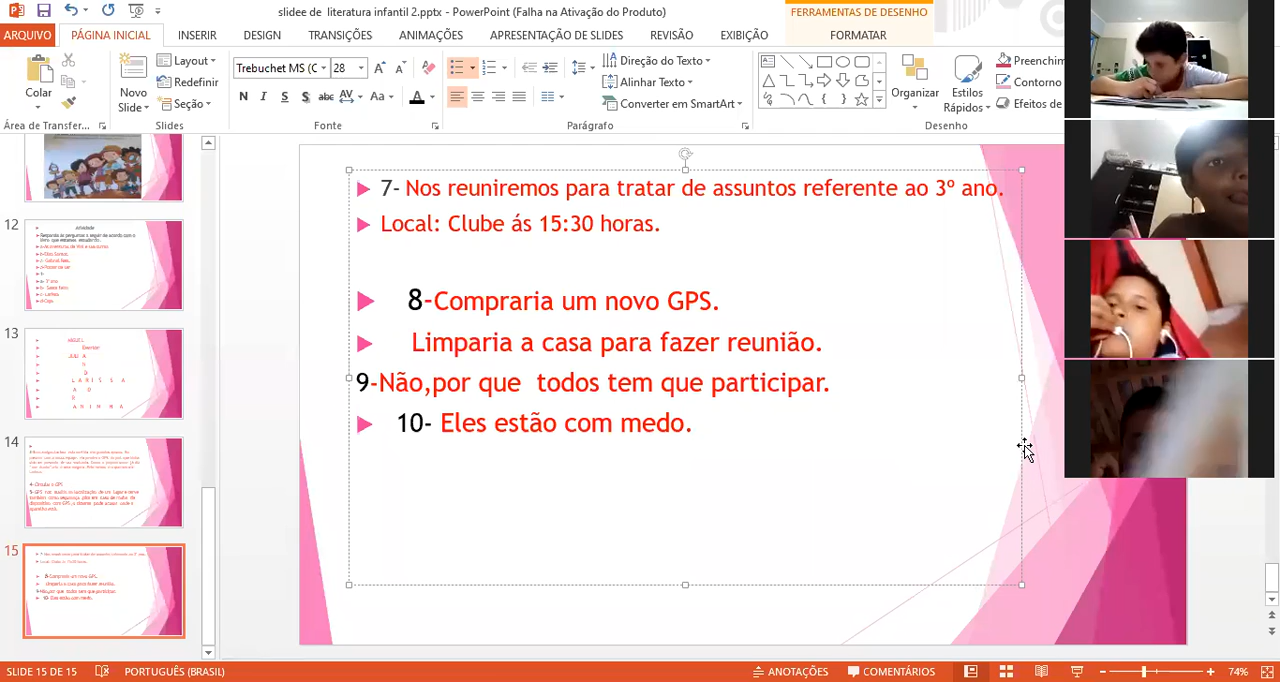 slidee de literatura infantil 2.pptx - PowerPoint (Falha na Ativação do Produto)
FERRAMENTAS DE DESENHO
ARQUIVO PÁGINA INICIAL INSERIR DESIGN TRANSIÇÕES ANIMAÇÕES APRESENTAÇÃO DE SLIDES REVISÃO EXIBIÇÃO FORMATAR
Colar
Novo
Slide
Layout
Redefinir
Seção
Trebuchet MS (C 28
N I S S abc AV Aa A
Direção do Texto
Alinhar Texto
Converter em SmartArt
Organizar
Estilos
Rápidos
Preenchim
Contorno
Efeitos de
Área de Transfer... Slides Fonte Parágrafo Desenho
7- Nos reuniremos para tratar de assuntos referente ao 3º ano.
Local: Clube ás 15:30 horas.
8-Compraria um novo GPS.
Limparia a casa para fazer reunião.
9-Não,por que todos tem que participar.
10- Eles estão com medo.
12
13
14
15
SLIDE 15 DE 15 PORTUGUÊS (BRASIL) ANOTAÇÕES COMENTÁRIOS 74%